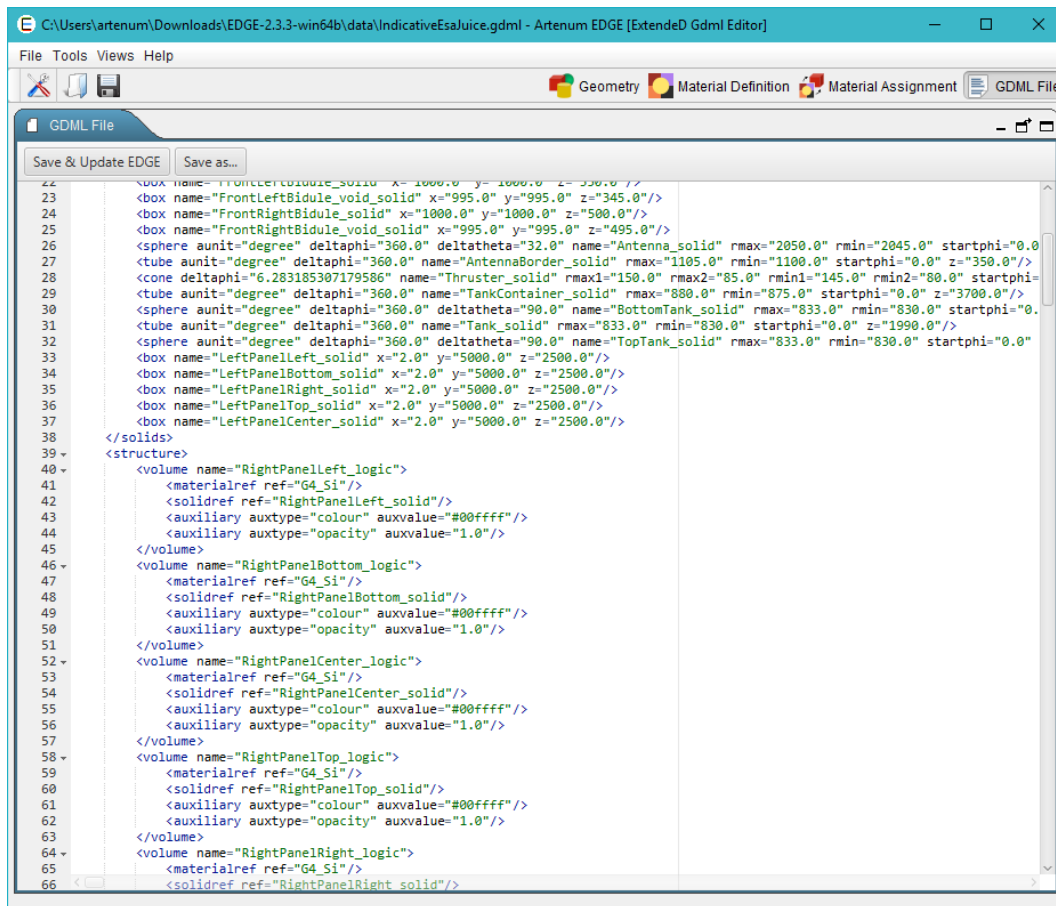 C:\Users\artenum\Downloads\EDGE-2.3.3-win64b\data\IndicativeEsaJuice.gdml - Artenum EDGE [ExtendeD Gdml Editor]
File Tools Views Help
Geometry Material Definition Material Assignment GDML File
GDML File
Save & Update EDGE Save as...
22 <box name="FrontLeftBidule_solid" x="1000.0" y="1000.0" z="350.0"/>
23 <box name="FrontLeftBidule_void_solid" x="995.0" y="995.0" z="345.0"/>
24 <box name="FrontRightBidule_solid" x="1000.0" y="1000.0" z="500.0"/>
25 <box name="FrontRightBidule_void_solid" x="995.0" y="995.0" z="495.0"/>
26 <sphere aunit="degree" deltaphi="360.0" deltatheta="32.0" name="Antenna_solid" rmax="2050.0" rmin="2045.0" startphi="0.0
27 <tube aunit="degree" deltaphi="360.0" name="AntennaBorder_solid" rmax="1105.0" rmin="1100.0" startphi="0.0" z="350.0"/>
28 <cone deltaphi="6.283185307179586" name="Thruster_solid" rmax1="150.0" rmax2="85.0" rmin1="145.0" rmin2="80.0" startphi=
29 <tube aunit="degree" deltaphi="360.0" name="TankContainer_solid" rmax="880.0" rmin="875.0" startphi="0.0" z="3700.0"/>
30 <sphere aunit="degree" deltaphi="360.0" deltatheta="90.0" name="BottomTank_solid" rmax="833.0" rmin="830.0" startphi="0.
31 <tube aunit="degree" deltaphi="360.0" name="Tank_solid" rmax="833.0" rmin="830.0" startphi="0.0" z="1990.0"/>
32 <sphere aunit="degree" deltaphi="360.0" deltatheta="90.0" name="TopTank_solid" rmax="833.0" rmin="830.0" startphi="0.0"
33 <box name="LeftPanelLeft_solid" x="2.0" y="5000.0" z="2500.0"/>
34 <box name="LeftPanelBottom_solid" x="2.0" y="5000.0" z="2500.0"/>
35 <box name="LeftPanelRight_solid" x="2.0" y="5000.0" z="2500.0"/>
36 <box name="LeftPanelTop_solid" x="2.0" y="5000.0" z="2500.0"/>
37 <box name="LeftPanelCenter_solid" x="2.0" y="5000.0" z="2500.0"/>
38 </solids>
39 <structure>
40 <volume name="RightPanelLeft_logic">
41 <materialref ref="G4_Si"/>
42 <solidref ref="RightPanelLeft_solid"/>
43 <auxiliary auxtype="colour" auxvalue="#00ffff"/>
44 <auxiliary auxtype="opacity" auxvalue="1.0"/>
45 </volume>
46 <volume name="RightPanelBottom_logic">
47 <materialref ref="G4_Si"/>
48 <solidref ref="RightPanelBottom_solid"/>
49 <auxiliary auxtype="colour" auxvalue="#00ffff"/>
50 <auxiliary auxtype="opacity" auxvalue="1.0"/>
51 </volume>
52 <volume name="RightPanelCenter_logic">
53 <materialref ref="G4_Si"/>
54 <solidref ref="RightPanelCenter_solid"/>
55 <auxiliary auxtype="colour" auxvalue="#00ffff"/>
56 <auxiliary auxtype="opacity" auxvalue="1.0"/>
57 </volume>
58 <volume name="RightPanelTop_logic">
59 <materialref ref="G4_Si"/>
60 <solidref ref="RightPanelTop_solid"/>
61 <auxiliary auxtype="colour" auxvalue="#00ffff"/>
62 <auxiliary auxtype="opacity" auxvalue="1.0"/>
63 </volume>
64 <volume name="RightPanelRight_logic">
65 <materialref ref="G4_Si"/>
66 <solidref ref="RightPanelRight_solid"/>